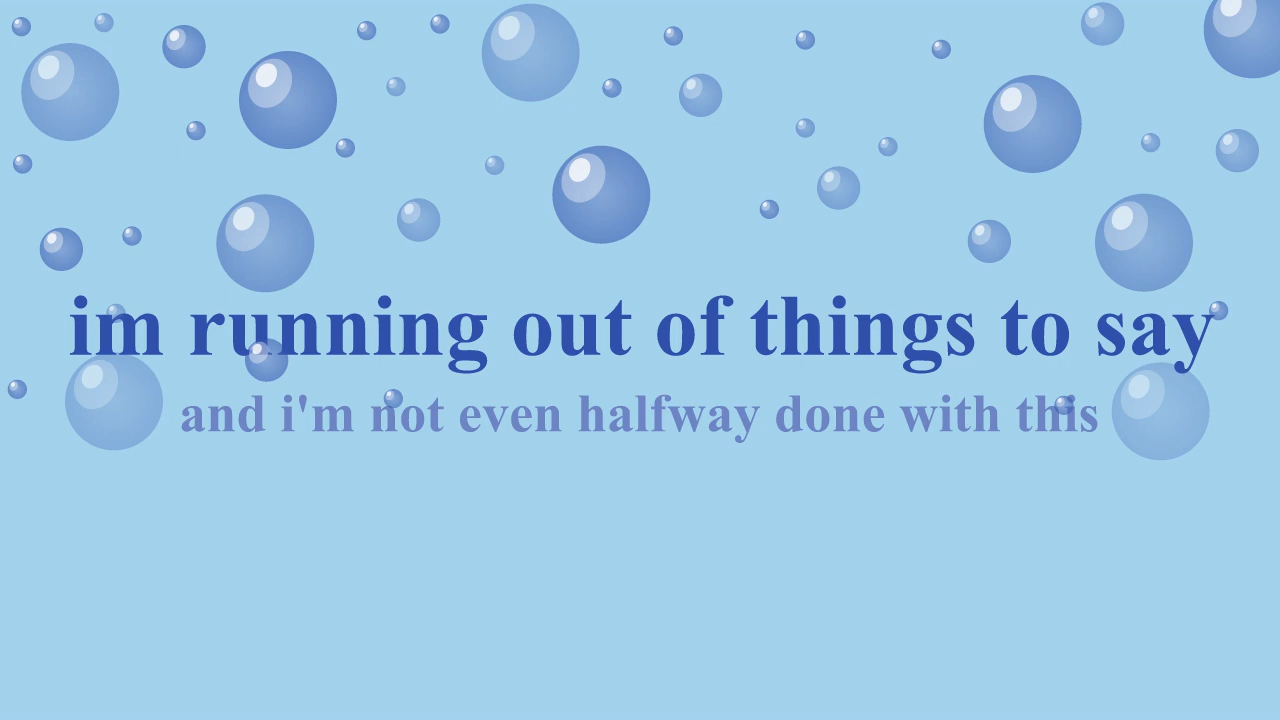 im running out of things to say
and i'm not even halfway done with this